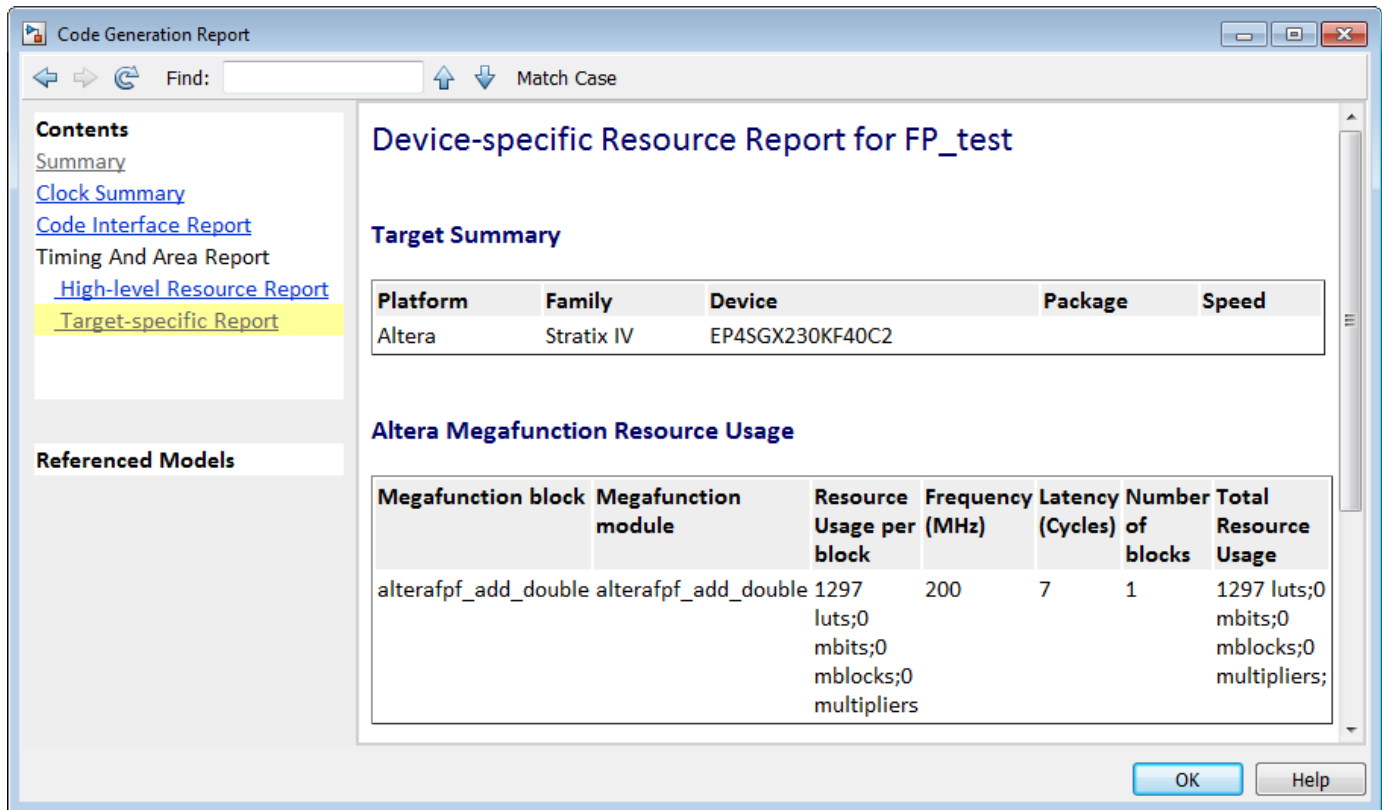 Code Generation Report
Find: Match Case
Contents
Summary
Clock Summary
Code Interface Report
Timing And Area Report
High-level Resource Report
Target-specific Report
Referenced Models
Device-specific Resource Report for FP_test
Target Summary
Platform Family Device Package Speed
Altera Stratix IV EP4SGX230KF40C2
Altera Megafunction Resource Usage
Megafunction block Megafunction Resource Frequency Latency Number Total
module Usage per (MHz) (Cycles) of Resource
block blocks Usage
alterafpf_add_double alterafpf_add_double 1297 200 7 1 1297 luts;0
luts;0 mbits;0
mbits;0 mblocks;0
mblocks;0 multipliers;
multipliers
OK Help